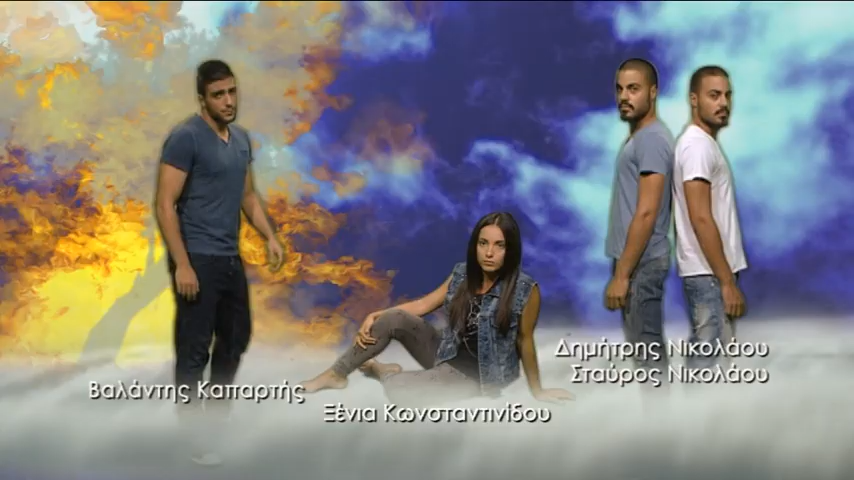 Δημήτρης Νικολάου
Σταύρος Νικολάου
Βαλάντης Καπαρτής
Ξένια Κωνσταντινίδου